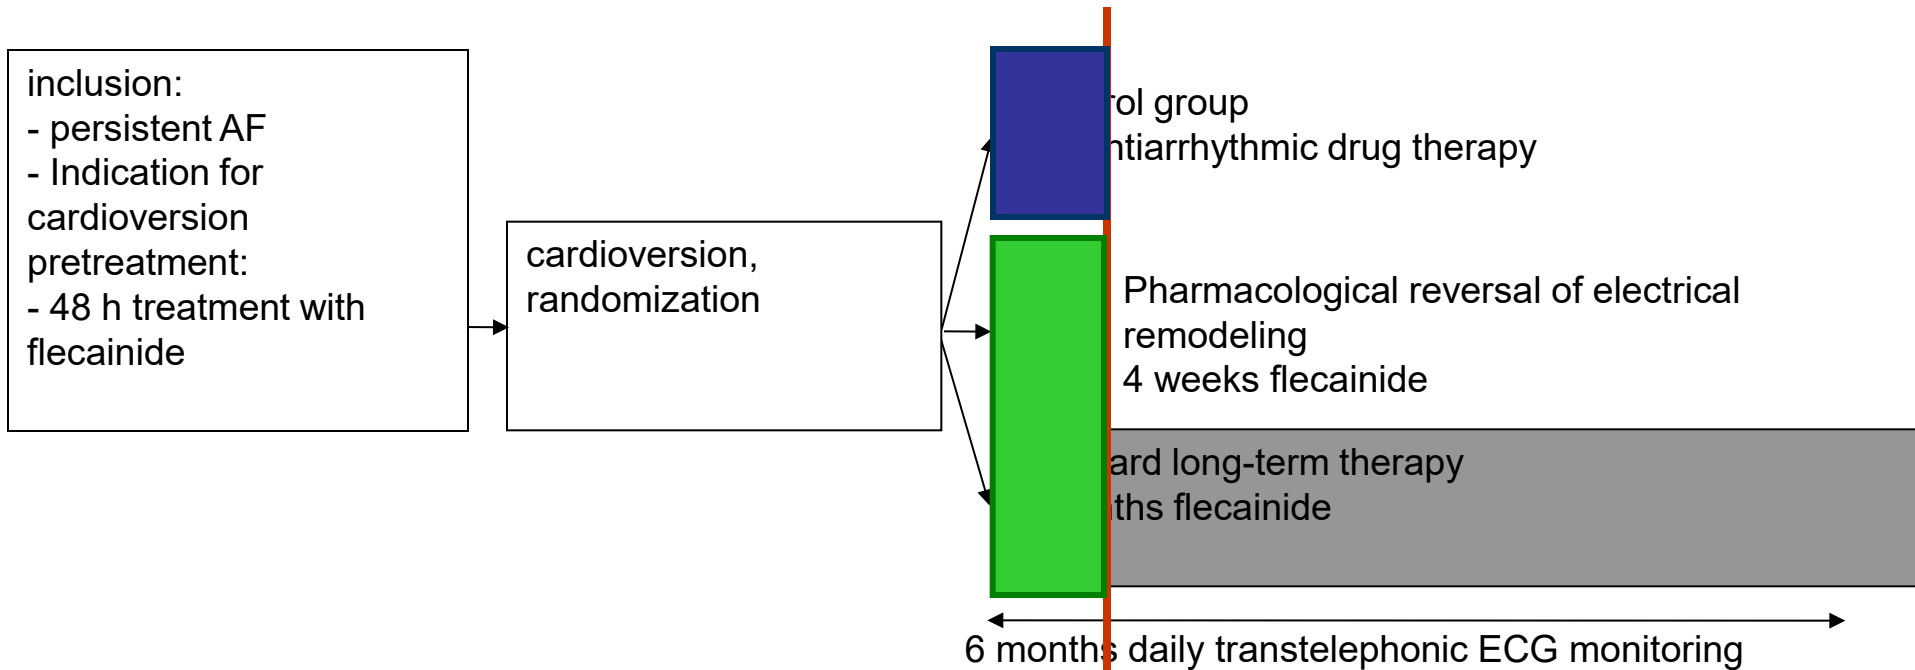 inclusion:
- persistent AF
- Indication for
cardioversion
pretreatment:
- 48 h treatment with
flecainide
cardioversion,
randomization
rol group
ntiarrhythmic drug therapy
Pharmacological reversal of electrical
remodeling
4 weeks flecainide
ard long-term therapy
ths flecainide
6 months daily transtelephonic ECG monitoring